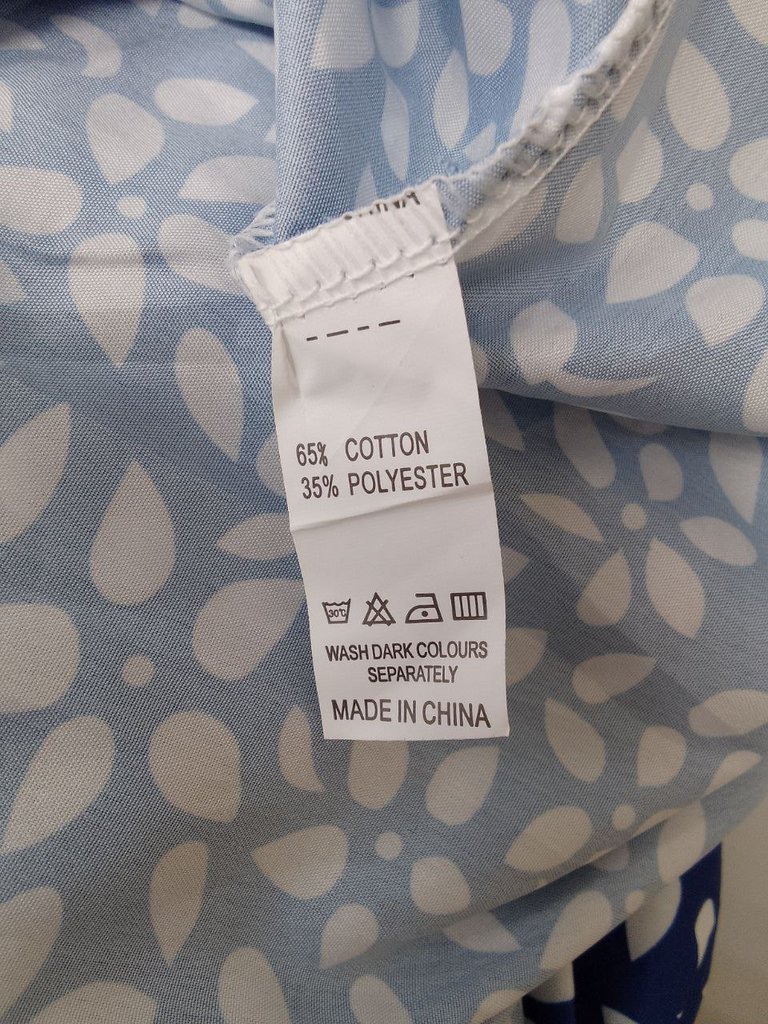 65% COTTON
35% POLYESTER
30°C
WASH DARK COLOURS
SEPARATELY
MADE IN CHINA